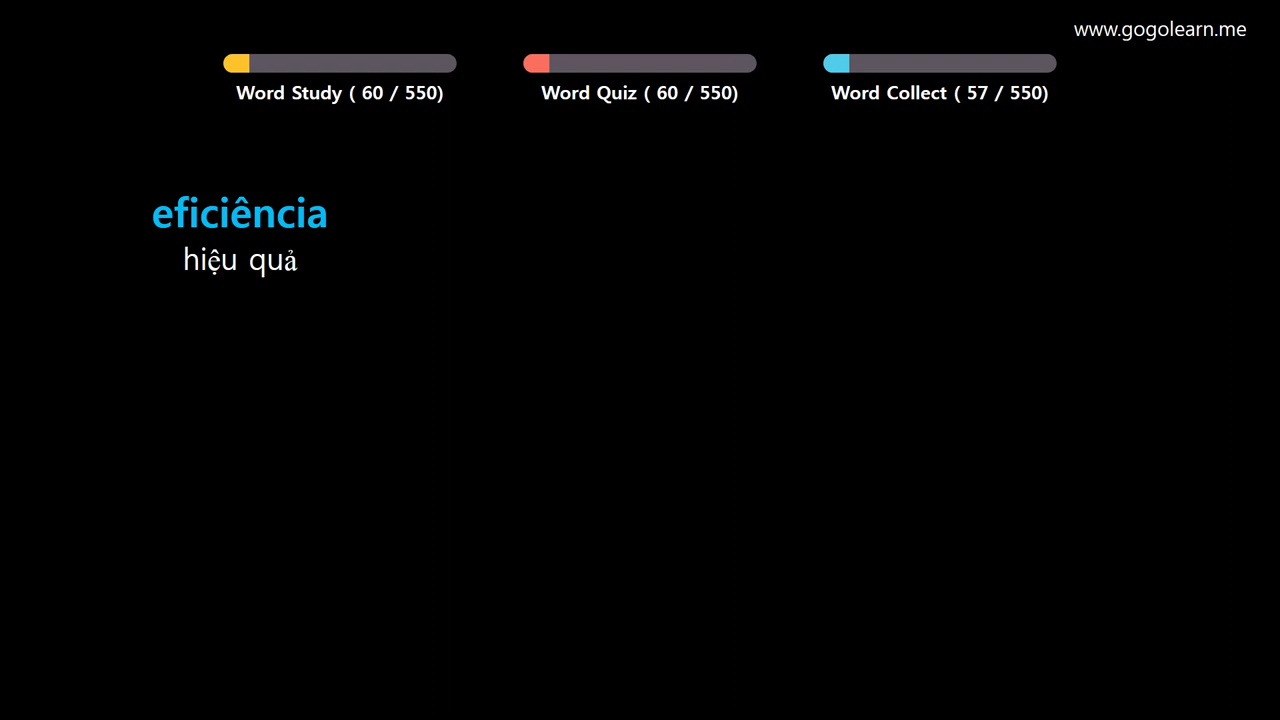 www.gogolearn.me
Word Study ( 60 / 550)
Word Quiz ( 60 / 550)
Word Collect ( 57 / 550)
eficiência
hiệu quả